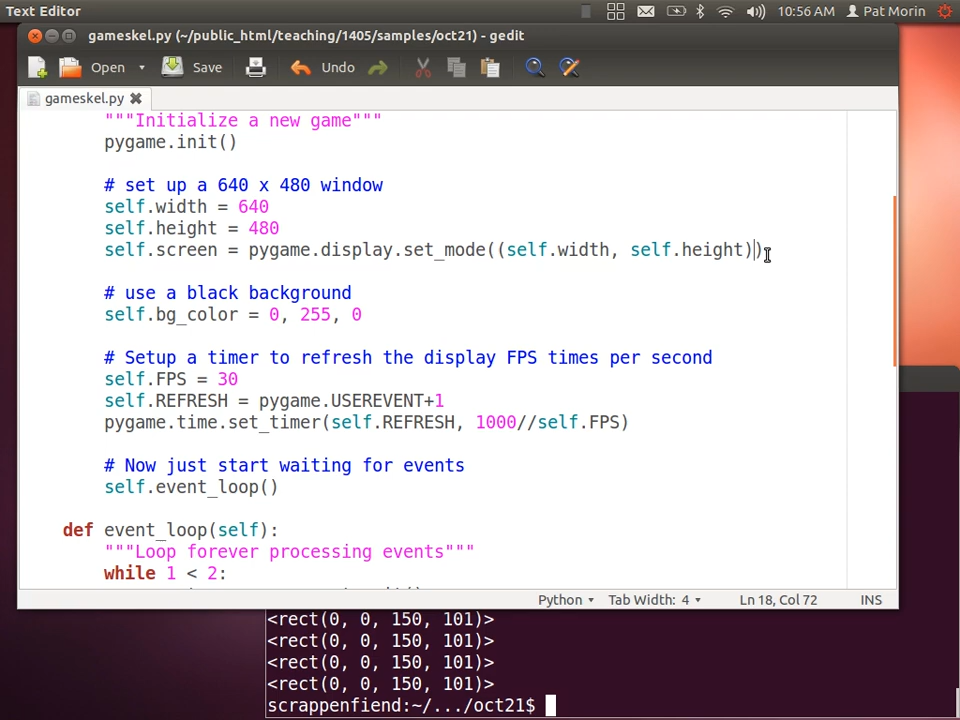 Text Editor
10:56 AM Pat Morin
gameskel.py (~/public_html/teaching/1405/samples/oct21) - gedit
Open Save Undo
gameskel.py
"""Initialize a new game"""
pygame.init()
# set up a 640 x 480 window
self.width = 640
self.height = 480
self.screen = pygame.display.set_mode((self.width, self.height))
# use a black background
self.bg_color = 0, 255, 0
# Setup a timer to refresh the display FPS times per second
self.FPS = 30
self.REFRESH = pygame.USEREVENT+1
pygame.time.set_timer(self.REFRESH, 1000//self.FPS)
# Now just start waiting for events
self.event_loop()
def event_loop(self):
"""Loop forever processing events"""
while 1 < 2:
Python Tab Width: 4 Ln 18, Col 72 INS
<rect(0, 0, 150, 101)>
<rect(0, 0, 150, 101)>
<rect(0, 0, 150, 101)>
<rect(0, 0, 150, 101)>
scrappenfiend:~/.../oct21$